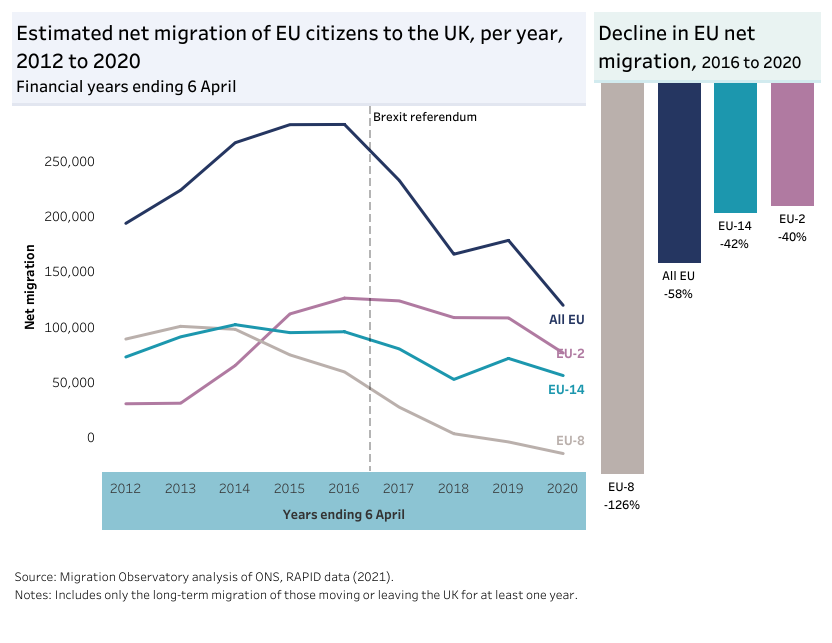 Estimated net migration of EU citizens to the UK, per year,
2012 to 2020
Financial years ending 6 April
Decline in EU net
migration, 2016 to 2020
Brexit referendum
Net migration
250,000
200,000
150,000
100,000
50,000
0
All EU
EU-2
EU-14
EU-8
2012 2013 2014 2015 2016 2017 2018 2019 2020
Years ending 6 April
EU-8
-126%
All EU
-58%
EU-14
-42%
EU-2
-40%
Source: Migration Observatory analysis of ONS, RAPID data (2021).
Notes: Includes only the long-term migration of those moving or leaving the UK for at least one year.